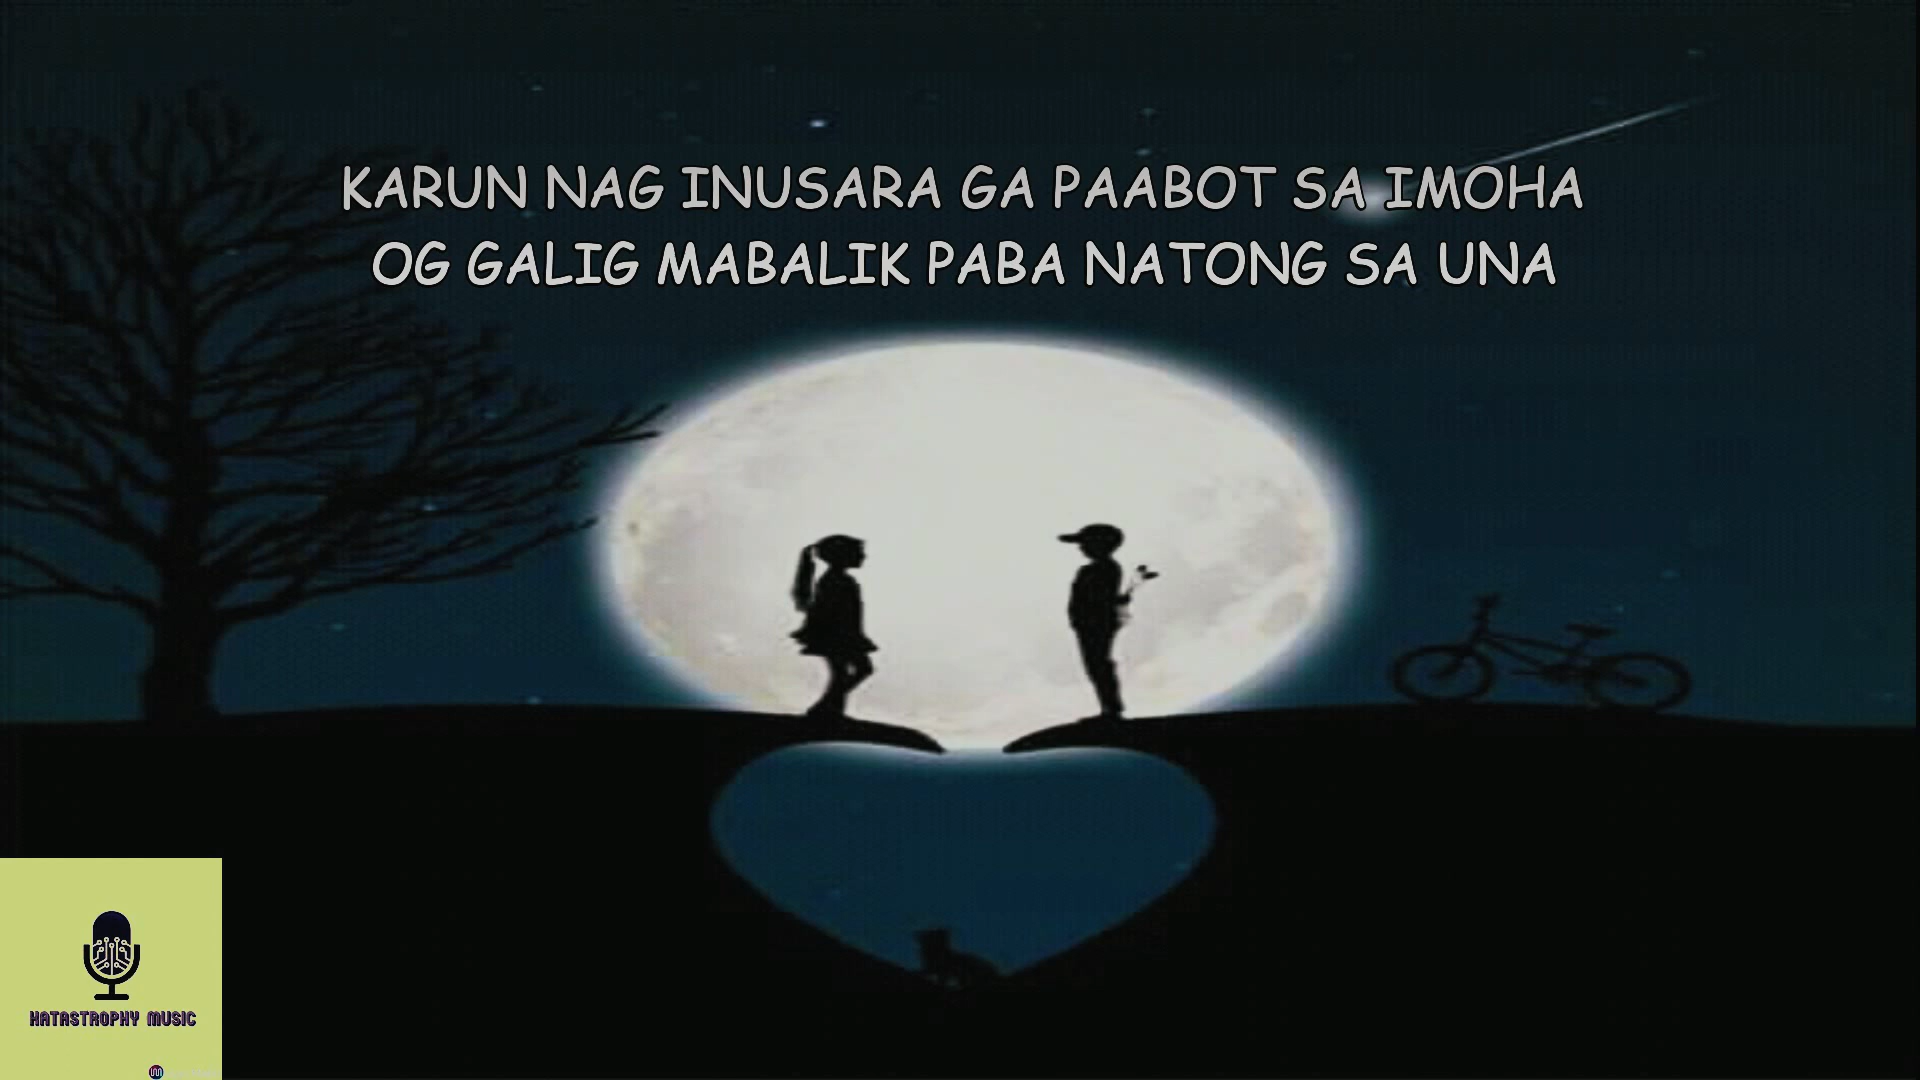 KARUN NAG INUSARA GA PAABOT SA IMOHA
OG GALIG MABALIK PABA NATONG SA UNA
KATASTROPHY MUSIC